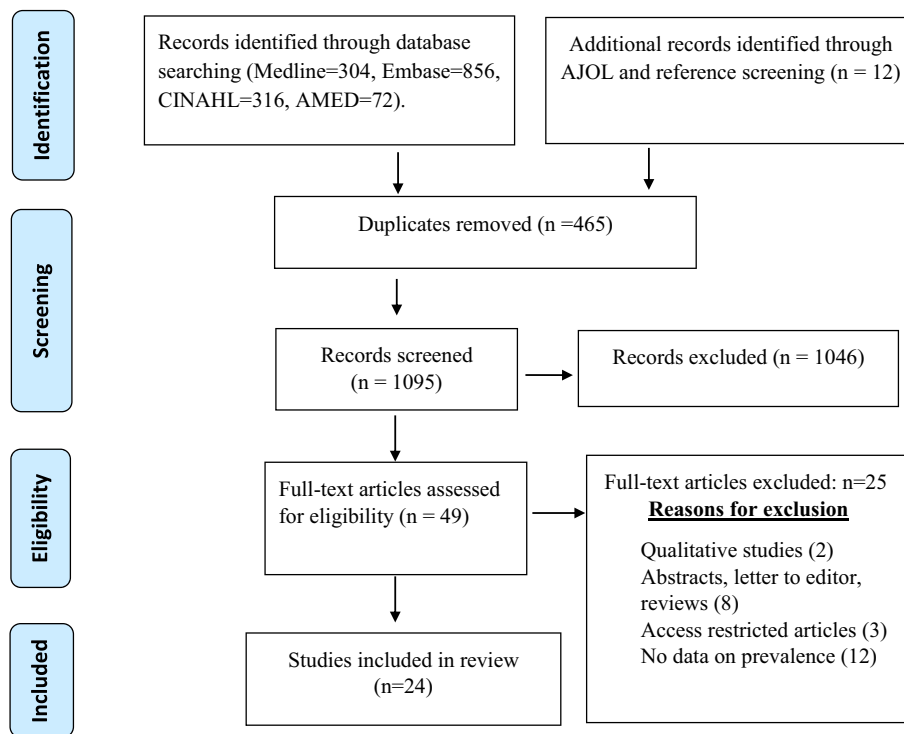 Identification
Records identified through database
searching (Medline=304, Embase=856,
CINAHL=316, AMED=72).
Additional records identified through
AJOL and reference screening (n = 12)
Screening
Duplicates removed (n =465)
Records screened
(n = 1095)
Records excluded (n = 1046)
Eligibility
Full-text articles assessed
for eligibility (n = 49)
Full-text articles excluded: n=25
Reasons for exclusion
Qualitative studies (2)
Abstracts, letter to editor,
reviews (8)
Access restricted articles (3)
No data on prevalence (12)
Included
Studies included in review
(n=24)